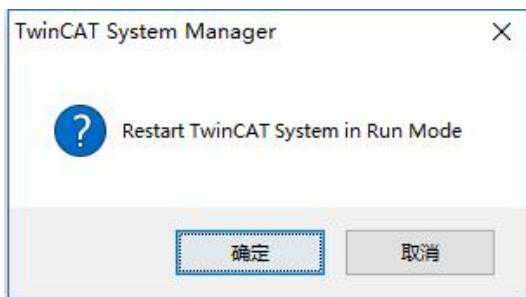 TwinCAT System Manager
Restart TwinCAT System in Run Mode
确定 取消